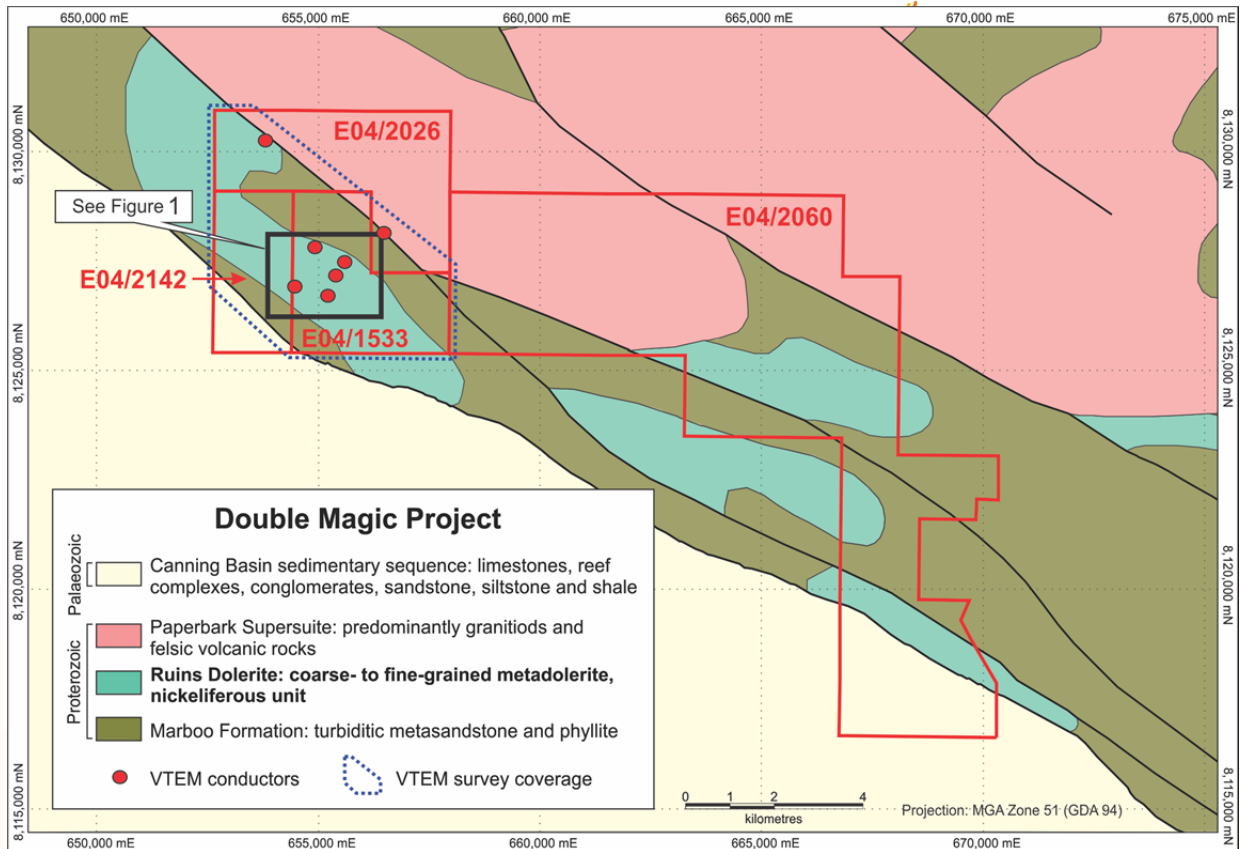 650,000 mE
655,000 mE
660,000 mE
665,000 mE
670,000 mE
675,000 mE
8,130,000 mN
8,130,000 mN
E04/2026
See Figure 1
E04/2060
E04/2142
E04/1533
8,125,000 mN
8,125,000 mN
Double Magic Project
Palaeozoic
Canning Basin sedimentary sequence: limestones, reef
complexes, conglomerates, sandstone, siltstone and shale
Proterozoic
Paperbark Supersuite: predominantly granitiods and
felsic volcanic rocks
Ruins Dolerite: coarse- to fine-grained metadolerite,
nickeliferous unit
Marboo Formation: turbiditic metasandstone and phyllite
VTEM conductors
VTEM survey coverage
8,120,000 mN
8,120,000 mN
0 1 2 4
kilometres
Projection: MGA Zone 51 (GDA 94)
8,115,000 mN
8,115,000 mN
650,000 mE
655,000 mE
660,000 mE
665,000 mE
670,000 mE